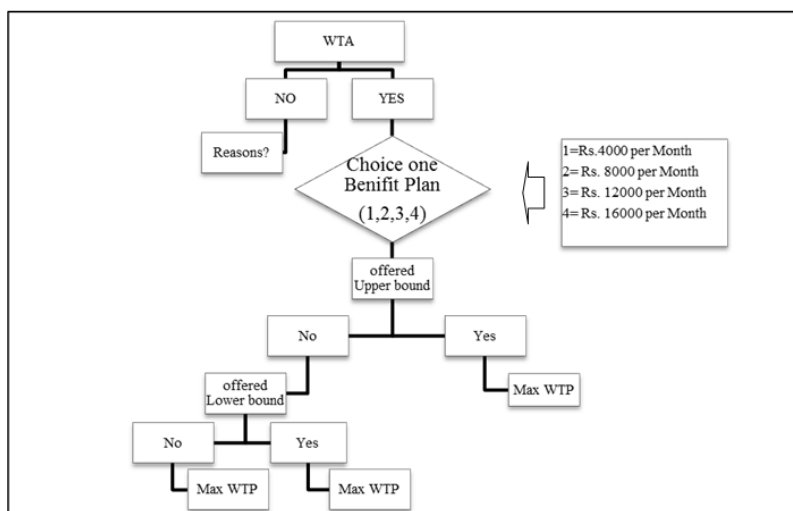 WTA
NO
YES
Reasons?
Choice one
Benifit Plan
(1,2,3,4)
1=Rs.4000 per Month
2= Rs. 8000 per Month
3= Rs. 12000 per Month
4= Rs. 16000 per Month
offered
Upper bound
No
Yes
offered
Lower bound
Max WTP
No
Yes
Max WTP
Max WTP